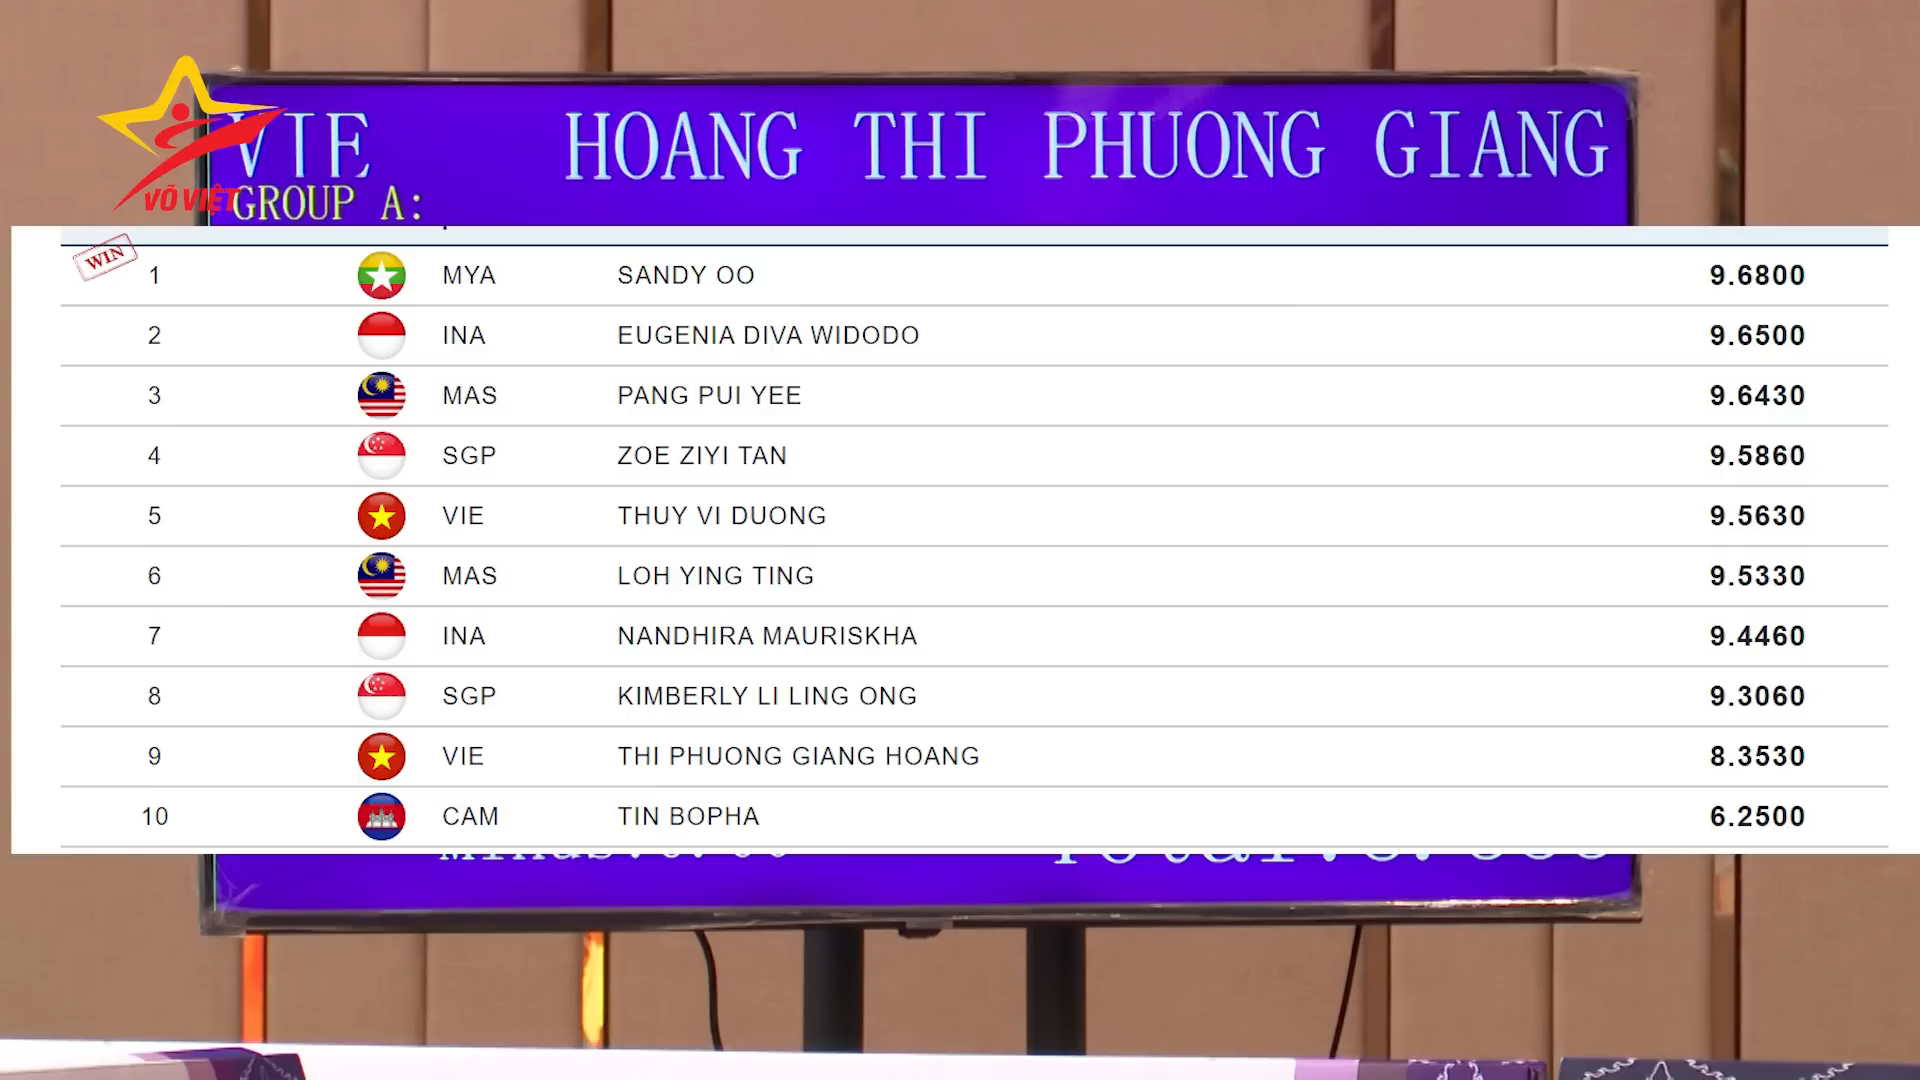 VIE HOANG THI PHUONG GIANG
VÕ VIỆT
GROUP A:
WIN
1 MYA SANDY OO 9.6800
2 INA EUGENIA DIVA WIDODO 9.6500
3 MAS PANG PUI YEE 9.6430
4 SGP ZOE ZIYI TAN 9.5860
5 VIE THUY VI DUONG 9.5630
6 MAS LOH YING TING 9.5330
7 INA NANDHIRA MAURISKHA 9.4460
8 SGP KIMBERLY LI LING ONG 9.3060
9 VIE THI PHUONG GIANG HOANG 8.3530
10 CAM TIN BOPHA 6.2500